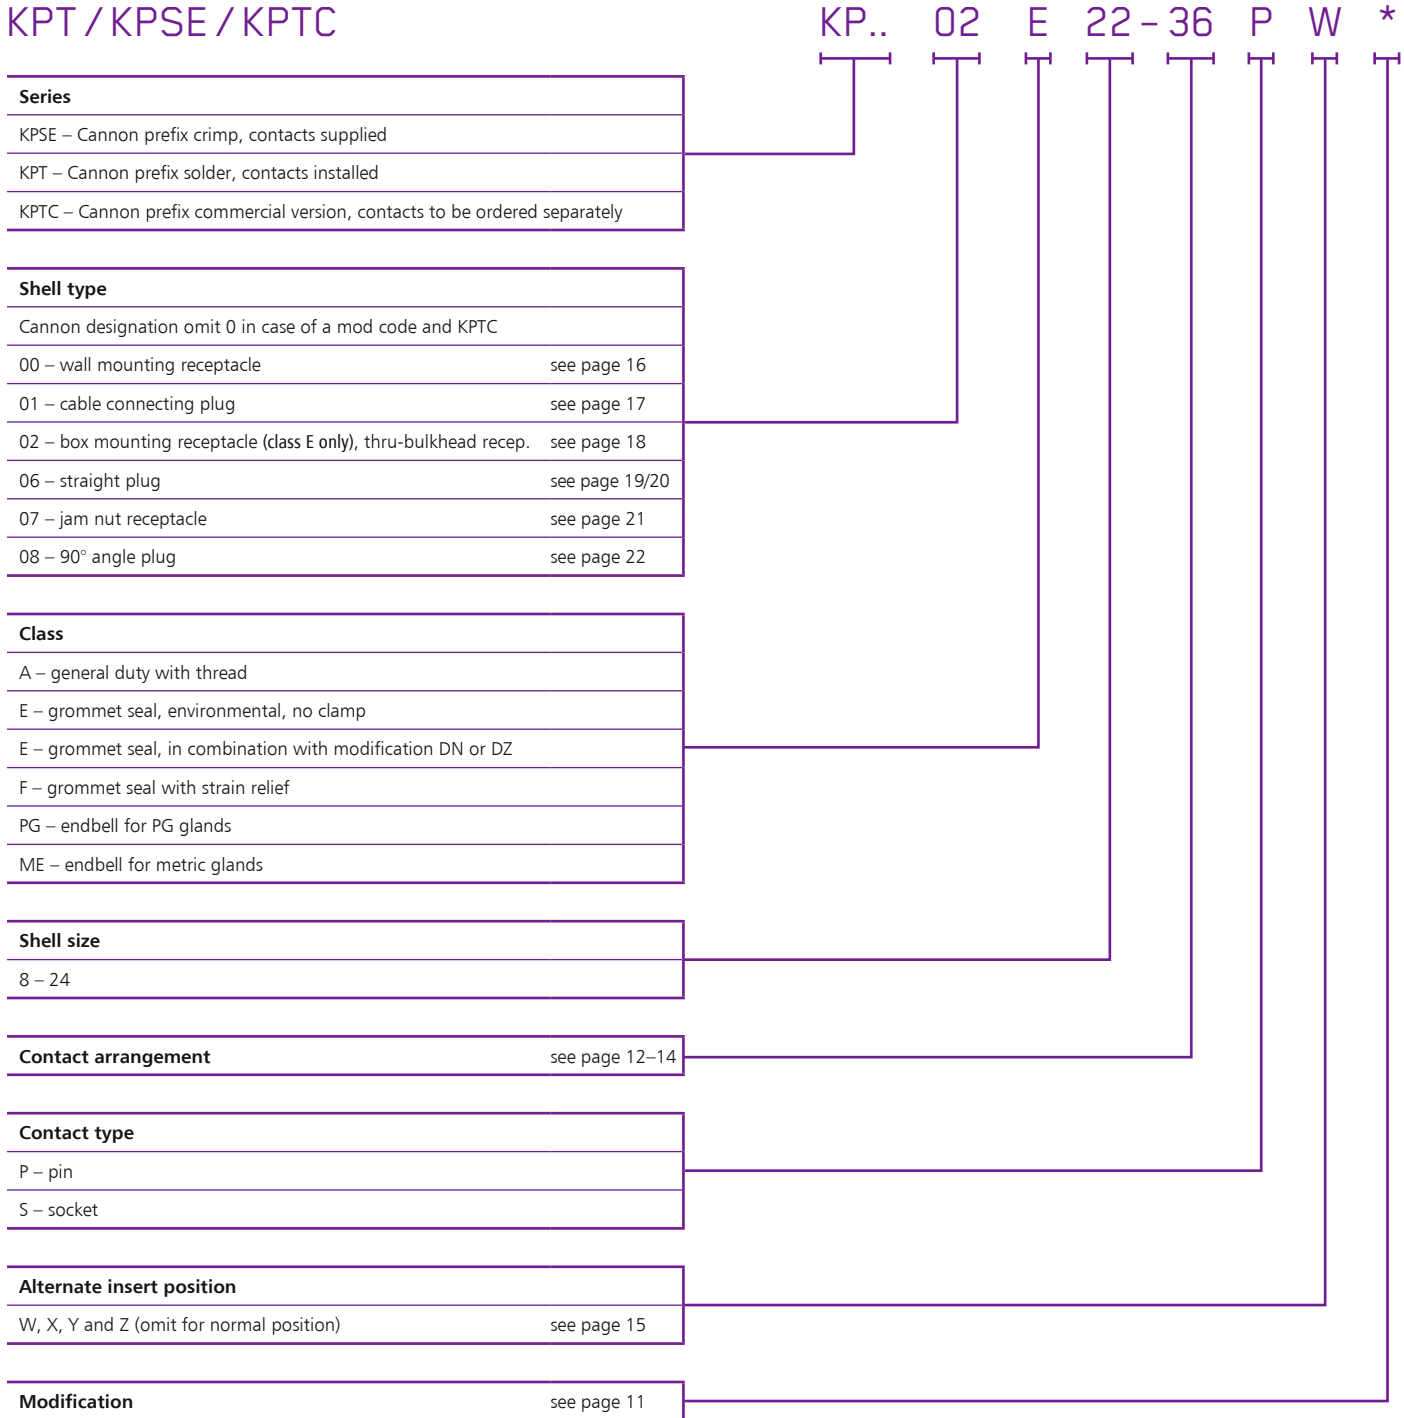 KPT / KPSE / KPTC KP.. 02 E 22 – 36 P W *
Series
KPSE – Cannon prefix crimp, contacts supplied
KPT – Cannon prefix solder, contacts installed
KPTC – Cannon prefix commercial version, contacts to be ordered separately
Shell type
Cannon designation omit 0 in case of a mod code and KPTC
00 – wall mounting receptacle see page 16
01 – cable connecting plug see page 17
02 – box mounting receptacle (class E only), thru-bulkhead recep. see page 18
06 – straight plug see page 19/20
07 – jam nut receptacle see page 21
08 – 90° angle plug see page 22
Class
A – general duty with thread
E – grommet seal, environmental, no clamp
E – grommet seal, in combination with modification DN or DZ
F – grommet seal with strain relief
PG – endbell for PG glands
ME – endbell for metric glands
Shell size
8 – 24
Contact arrangement see page 12–14
Contact type
P – pin
S – socket
Alternate insert position
W, X, Y and Z (omit for normal position) see page 15
Modification see page 11